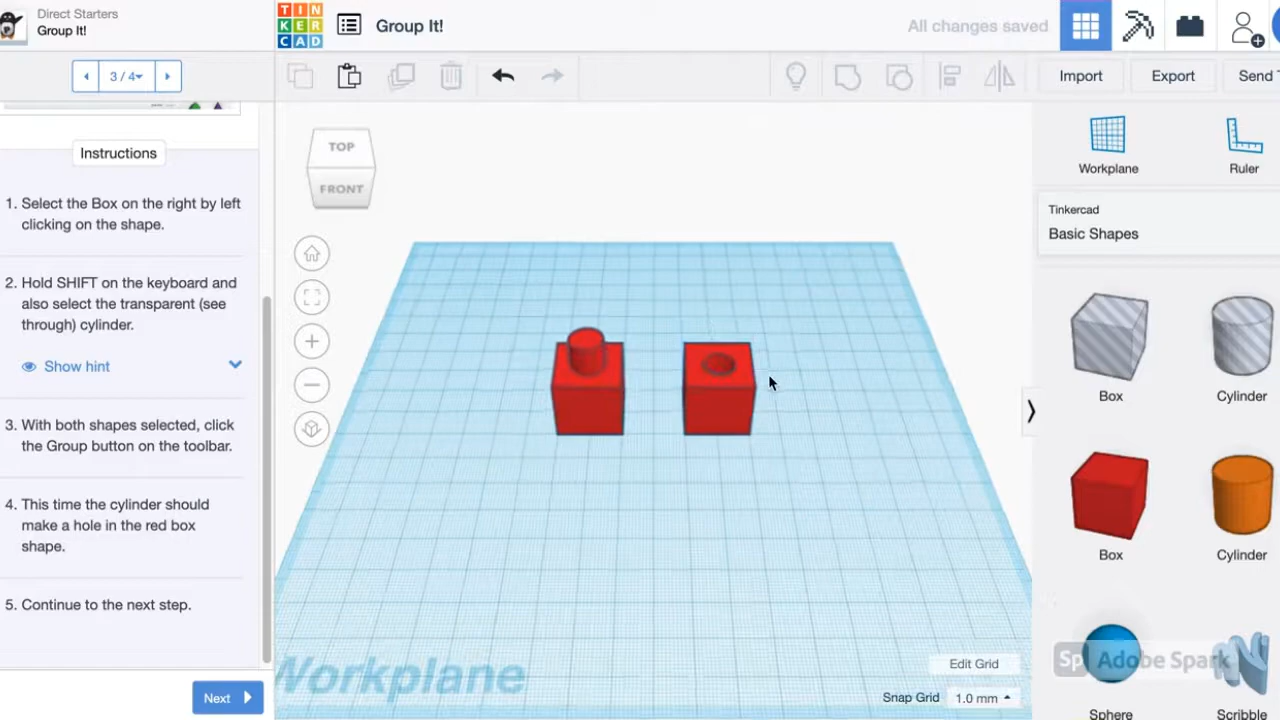 Direct Starters
Group It!
TIN
KER
CAD
Group It!
All changes saved
3 / 4
Import
Export
Send T
Instructions
1. Select the Box on the right by left
clicking on the shape.
2. Hold SHIFT on the keyboard and
also select the transparent (see
through) cylinder.
Show hint
3. With both shapes selected, click
the Group button on the toolbar.
4. This time the cylinder should
make a hole in the red box
shape.
5. Continue to the next step.
Next
TOP
FRONT
Workplane
Edit Grid
Snap Grid
1.0 mm
Workplane
Ruler
Tinkercad
Basic Shapes
Box
Cylinder
Box
Cylinder
Sp Adobe Spark
Sphere
Scribble